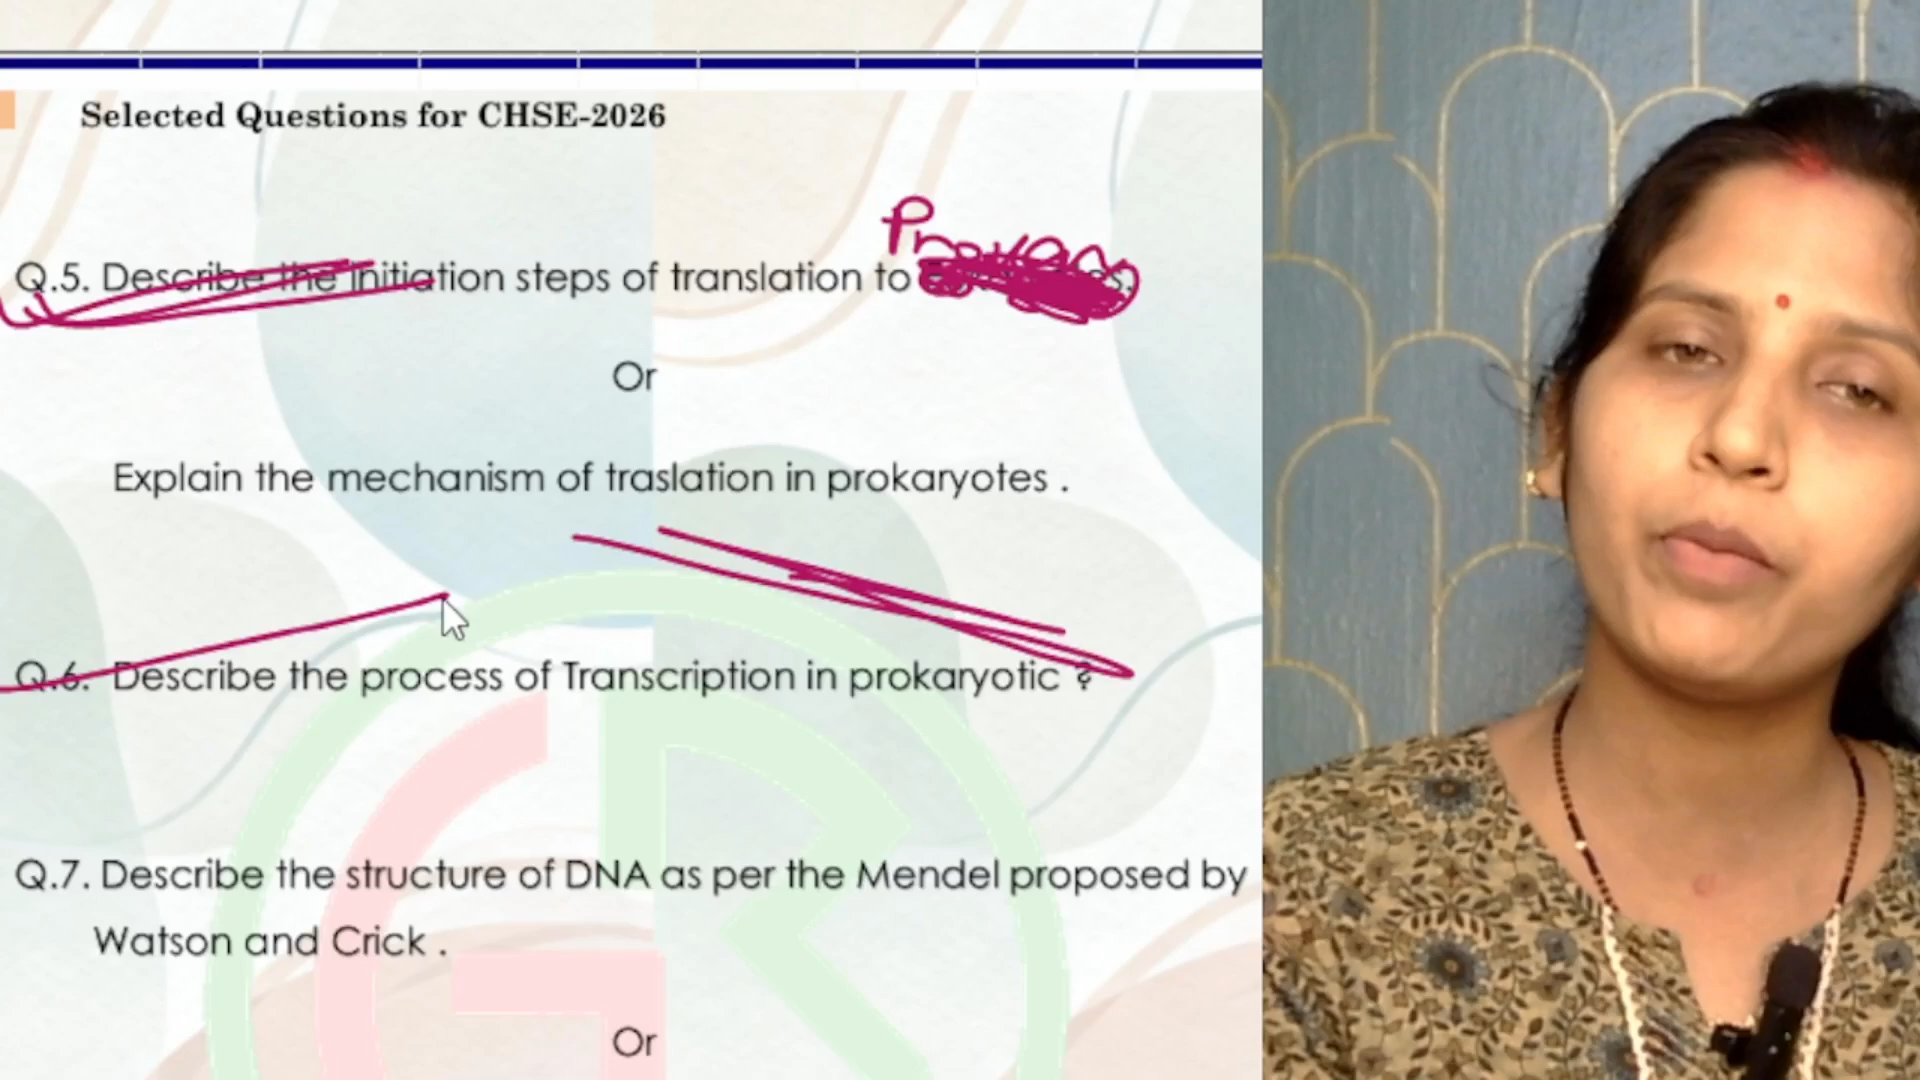 Selected Questions for CHSE-2026
Q.5. Describe the Initiation steps of translation to
Or
Explain the mechanism of traslation in prokaryotes .
Q.6. Describe the process of Transcription in prokaryotic ?
Q.7. Describe the structure of DNA as per the Mendel proposed by
Watson and Crick .
Or